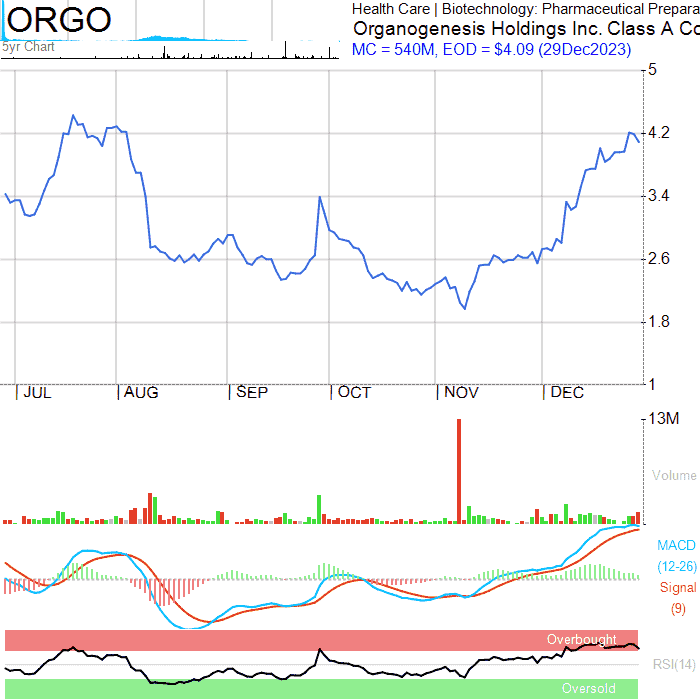 ORGO
5yr Chart
Health Care | Biotechnology: Pharmaceutical Prepara
Organogenesis Holdings Inc. Class A Co
MC = 540M, EOD = $4.09 (29Dec2023)
5
4.2
3.4
2.6
1.8
1
JUL
AUG
SEP
OCT
NOV
DEC
13M
Volume
MACD
(12-26)
Signal
(9)
Overbought
RSI(14)
Oversold